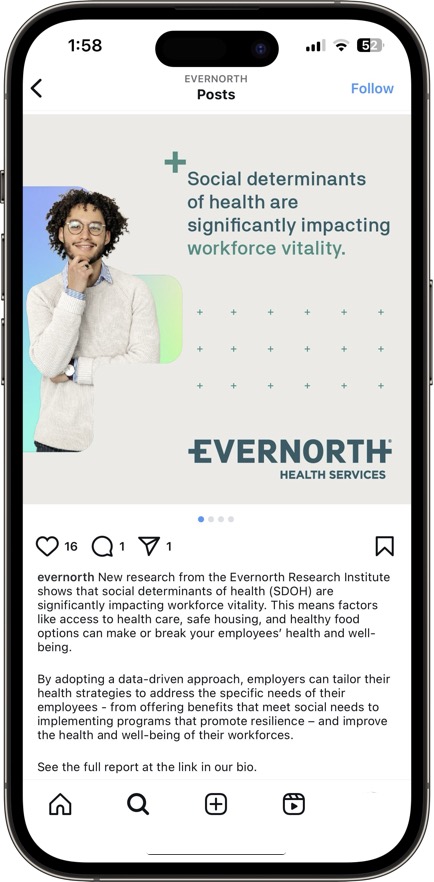 1:58
52
EVERNORTH
Posts
Follow
Social determinants
of health are
significantly impacting
workforce vitality.
EVERNORTH®
HEALTH SERVICES
16 1 1
evernorth New research from the Evernorth Research Institute
shows that social determinants of health (SDOH) are
significantly impacting workforce vitality. This means factors
like access to health care, safe housing, and healthy food
options can make or break your employees' health and well-
being.
By adopting a data-driven approach, employers can tailor their
health strategies to address the specific needs of their
employees - from offering benefits that meet social needs to
implementing programs that promote resilience – and improve
the health and well-being of their workforces.
See the full report at the link in our bio.